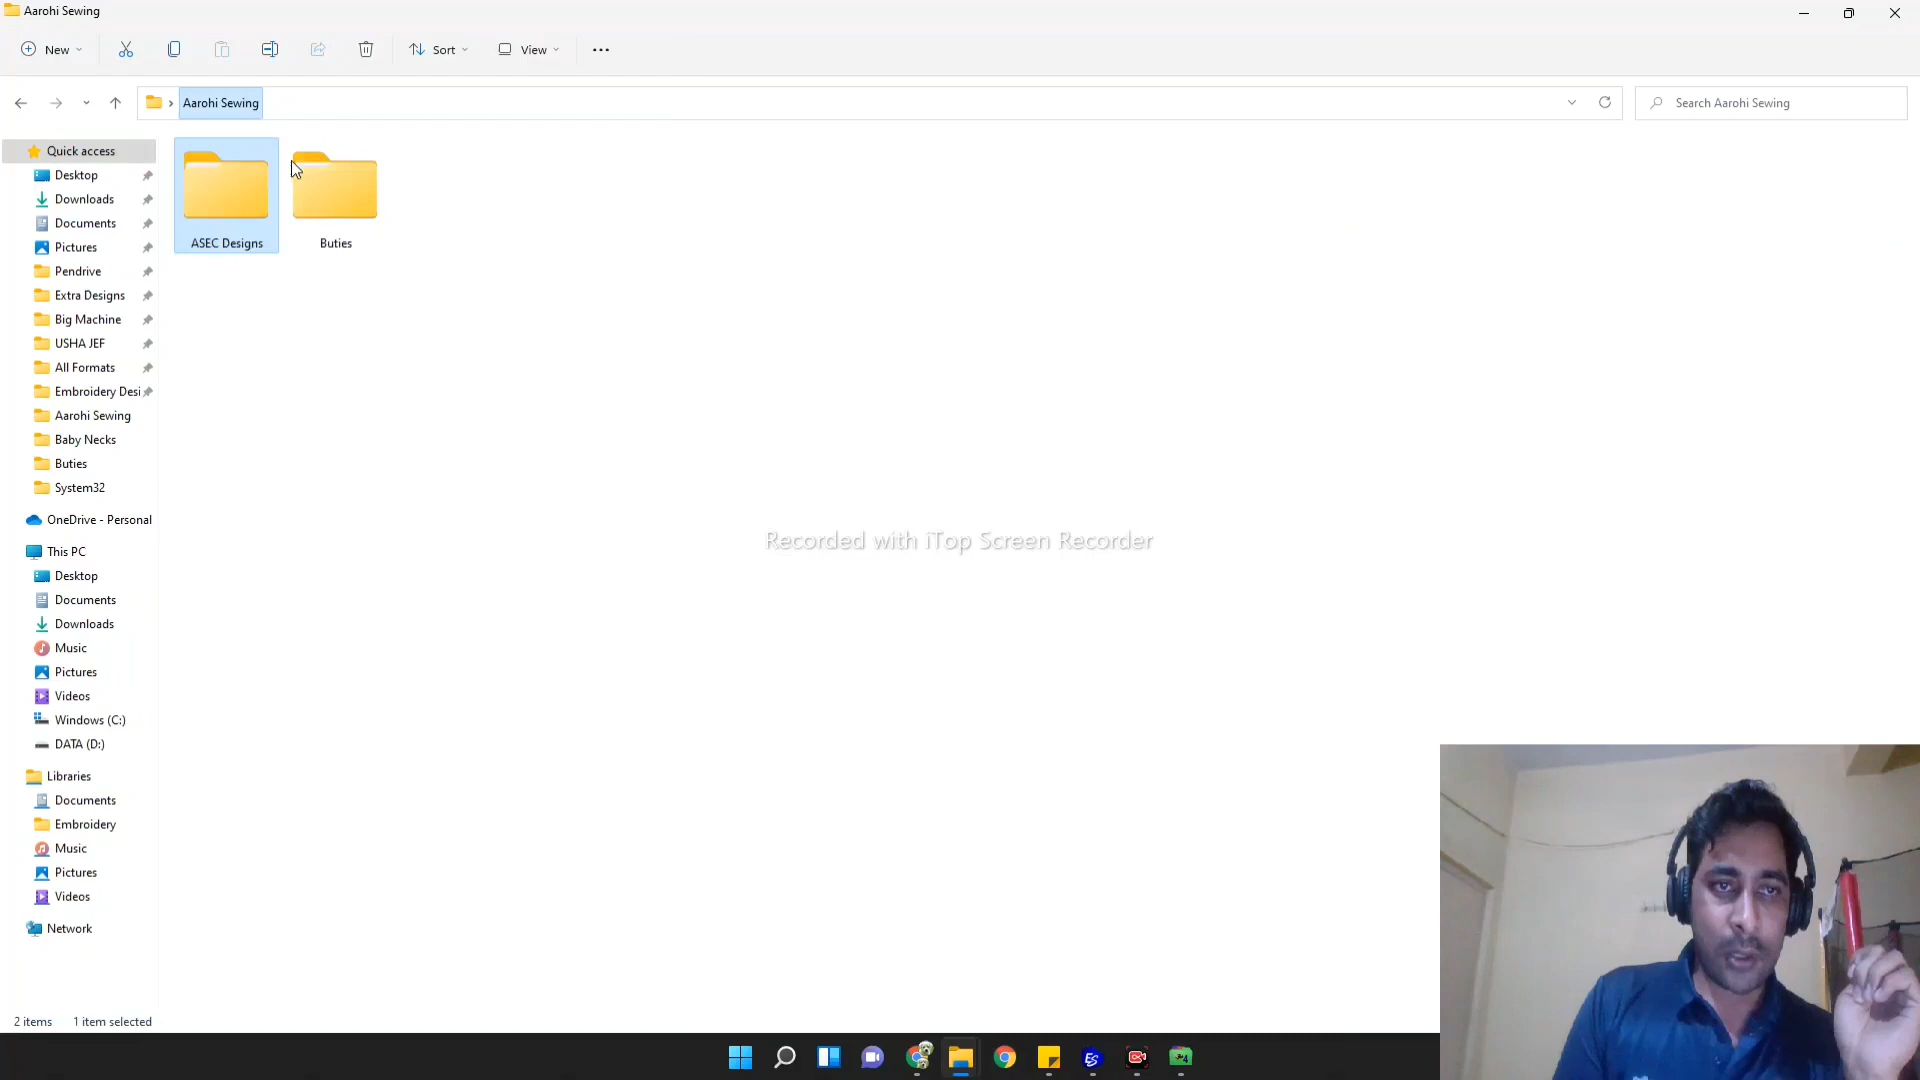 Aarohi Sewing
New
Sort
View
Aarohi Sewing
Search Aarohi Sewing
Quick access
Desktop
Downloads
Documents
Pictures
Pendrive
Extra Designs
Big Machine
USHA JEF
All Formats
Embroidery Desi
Aarohi Sewing
Baby Necks
Buties
System32
OneDrive - Personal
This PC
Desktop
Documents
Downloads
Music
Pictures
Videos
Windows (C:)
DATA (D:)
Libraries
Documents
Embroidery
Music
Pictures
Videos
Network
ASEC Designs
Buties
Recorded with iTop Screen Recorder
2 items
1 item selected
ES